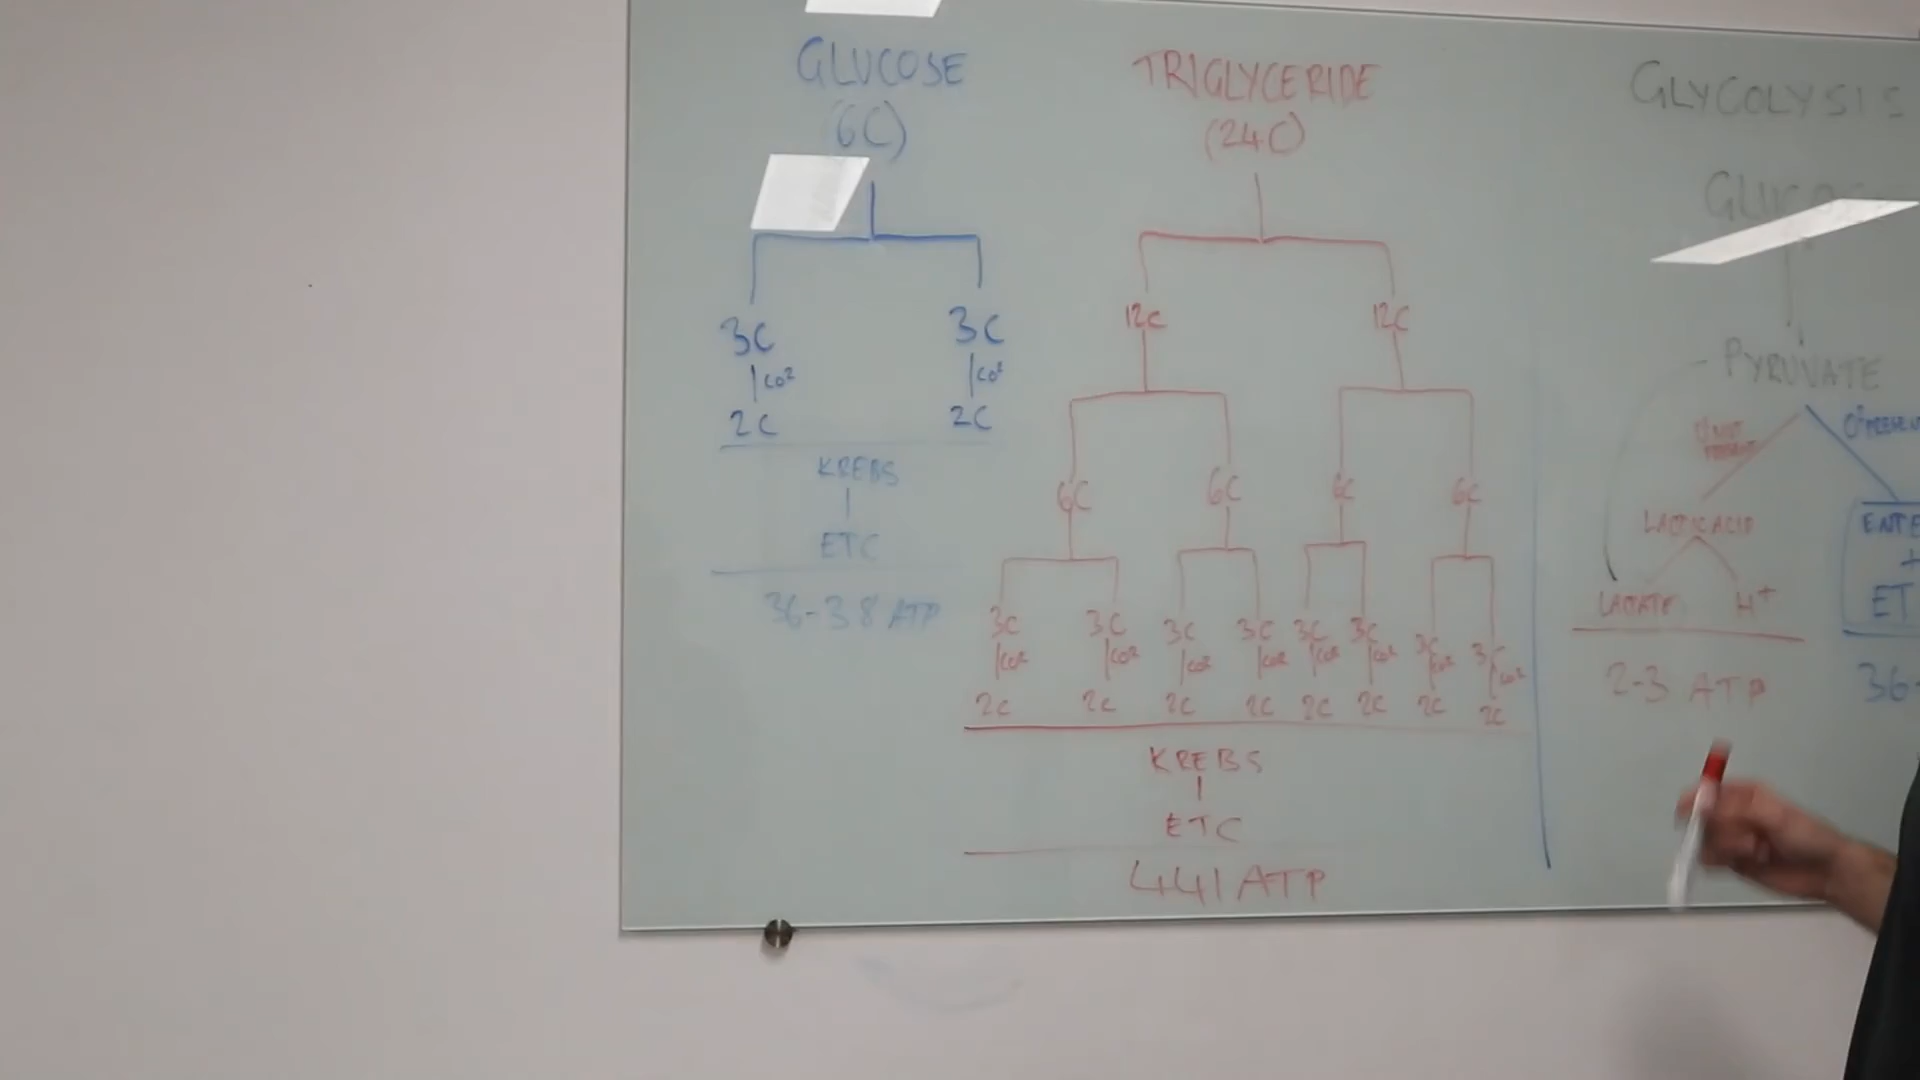 GLUCOSE
(6C)
3C 3C
CO² CO²
2C 2C
KREBS
ETC
36-38 ATP
TRIGLYCERIDE
(24C)
12C 12C
6C 6C 6C 6C
3C 3C 3C 3C 3C 3C 3C 3C
CO² CO² CO² CO² CO² CO² CO² CO²
2C 2C 2C 2C 2C 2C 2C 2C
KREBS
ETC
441 ATP
GLYCOLYSIS
PYRUVATE
LACTIC ACID
LACTATE H+
2-3 ATP
36-
ET